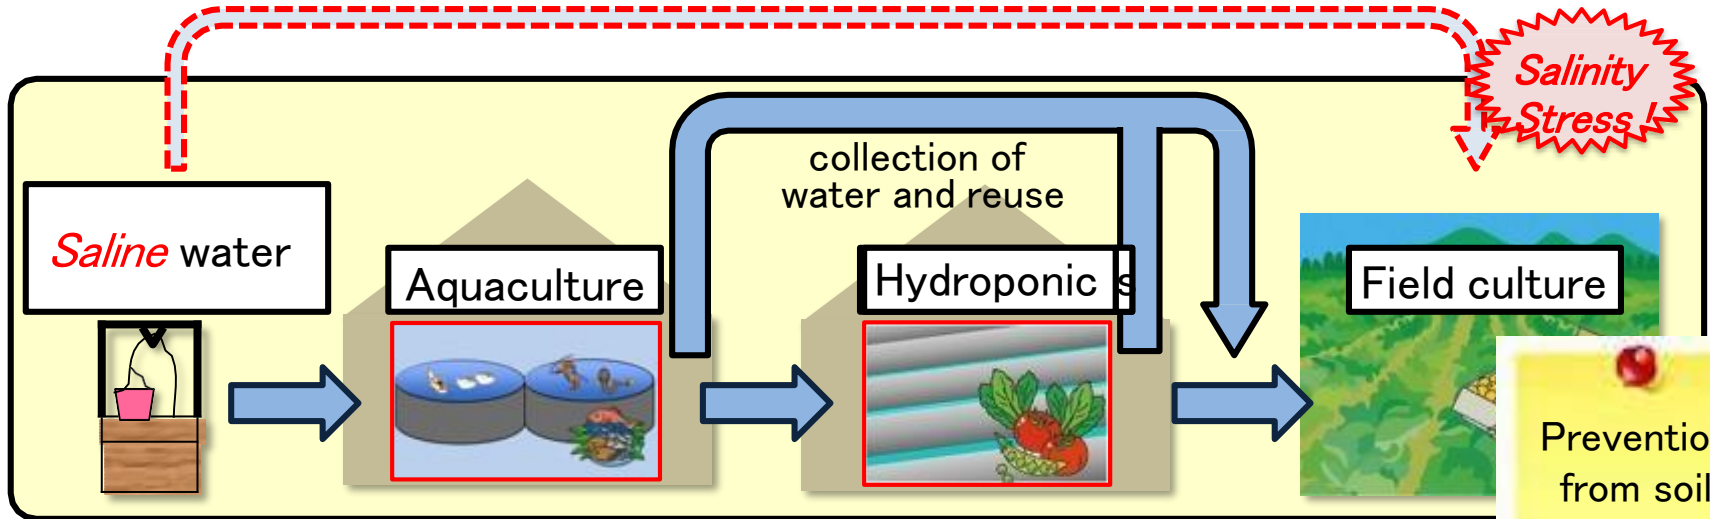 Salinity
Stress !
collection of
water and reuse
Saline water
Aquaculture
Hydroponic s
Field culture
Preventio
from soil